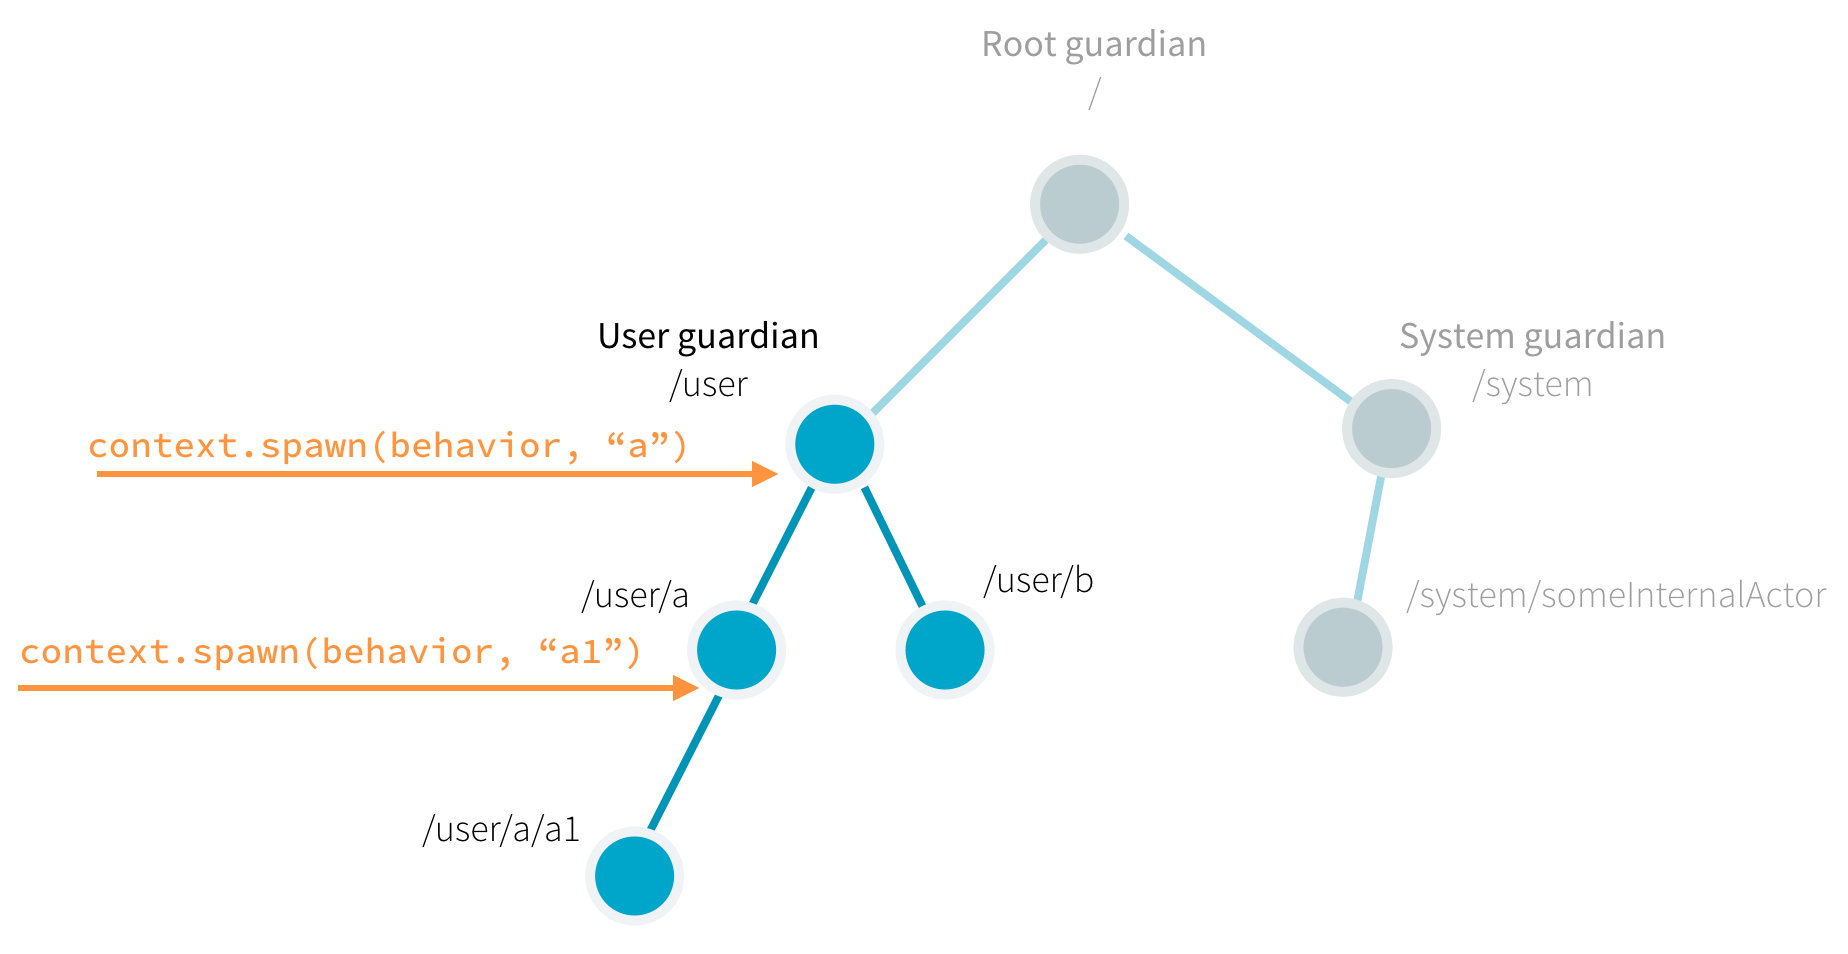 Root guardian
/
User guardian
/user
System guardian
/system
context.spawn(behavior, “a”)
/user/a
/user/b
/system/someInternalActor
context.spawn(behavior, “a1”)
/user/a/a1